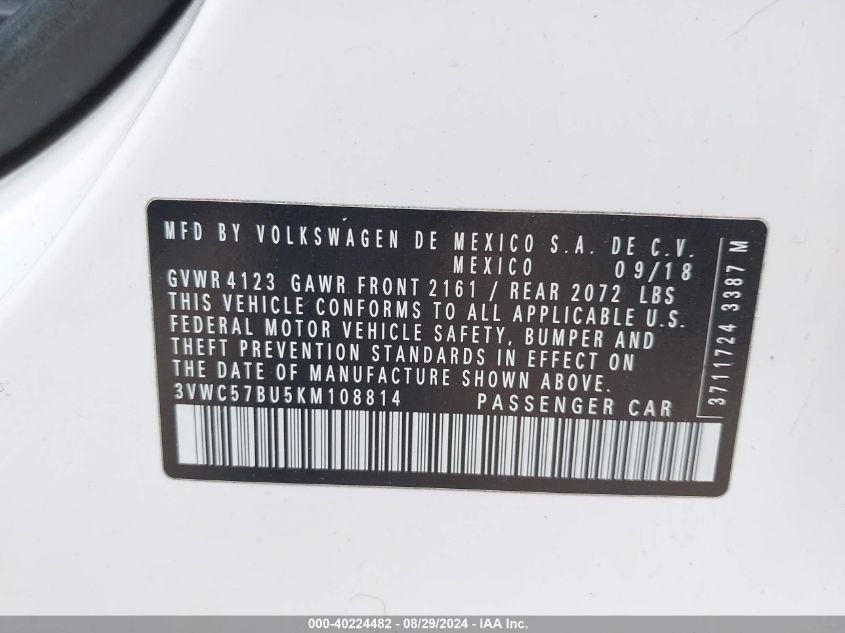 MFD BY VOLKSWAGEN DE MEXICO S.A. DE C.V.
MEXICO 09/18
GVWR 4123 GAWR FRONT 2161 / REAR 2072 LBS
THIS VEHICLE CONFORMS TO ALL APPLICABLE U.S.
FEDERAL MOTOR VEHICLE SAFETY, BUMPER AND
THEFT PREVENTION STANDARDS IN EFFECT ON
THE DATE OF MANUFACTURE SHOWN ABOVE.
3VWC57BU5KM108814 PASSENGER CAR
3711724 3387 M
000-40224482 - 08/29/2024 - IAA Inc.